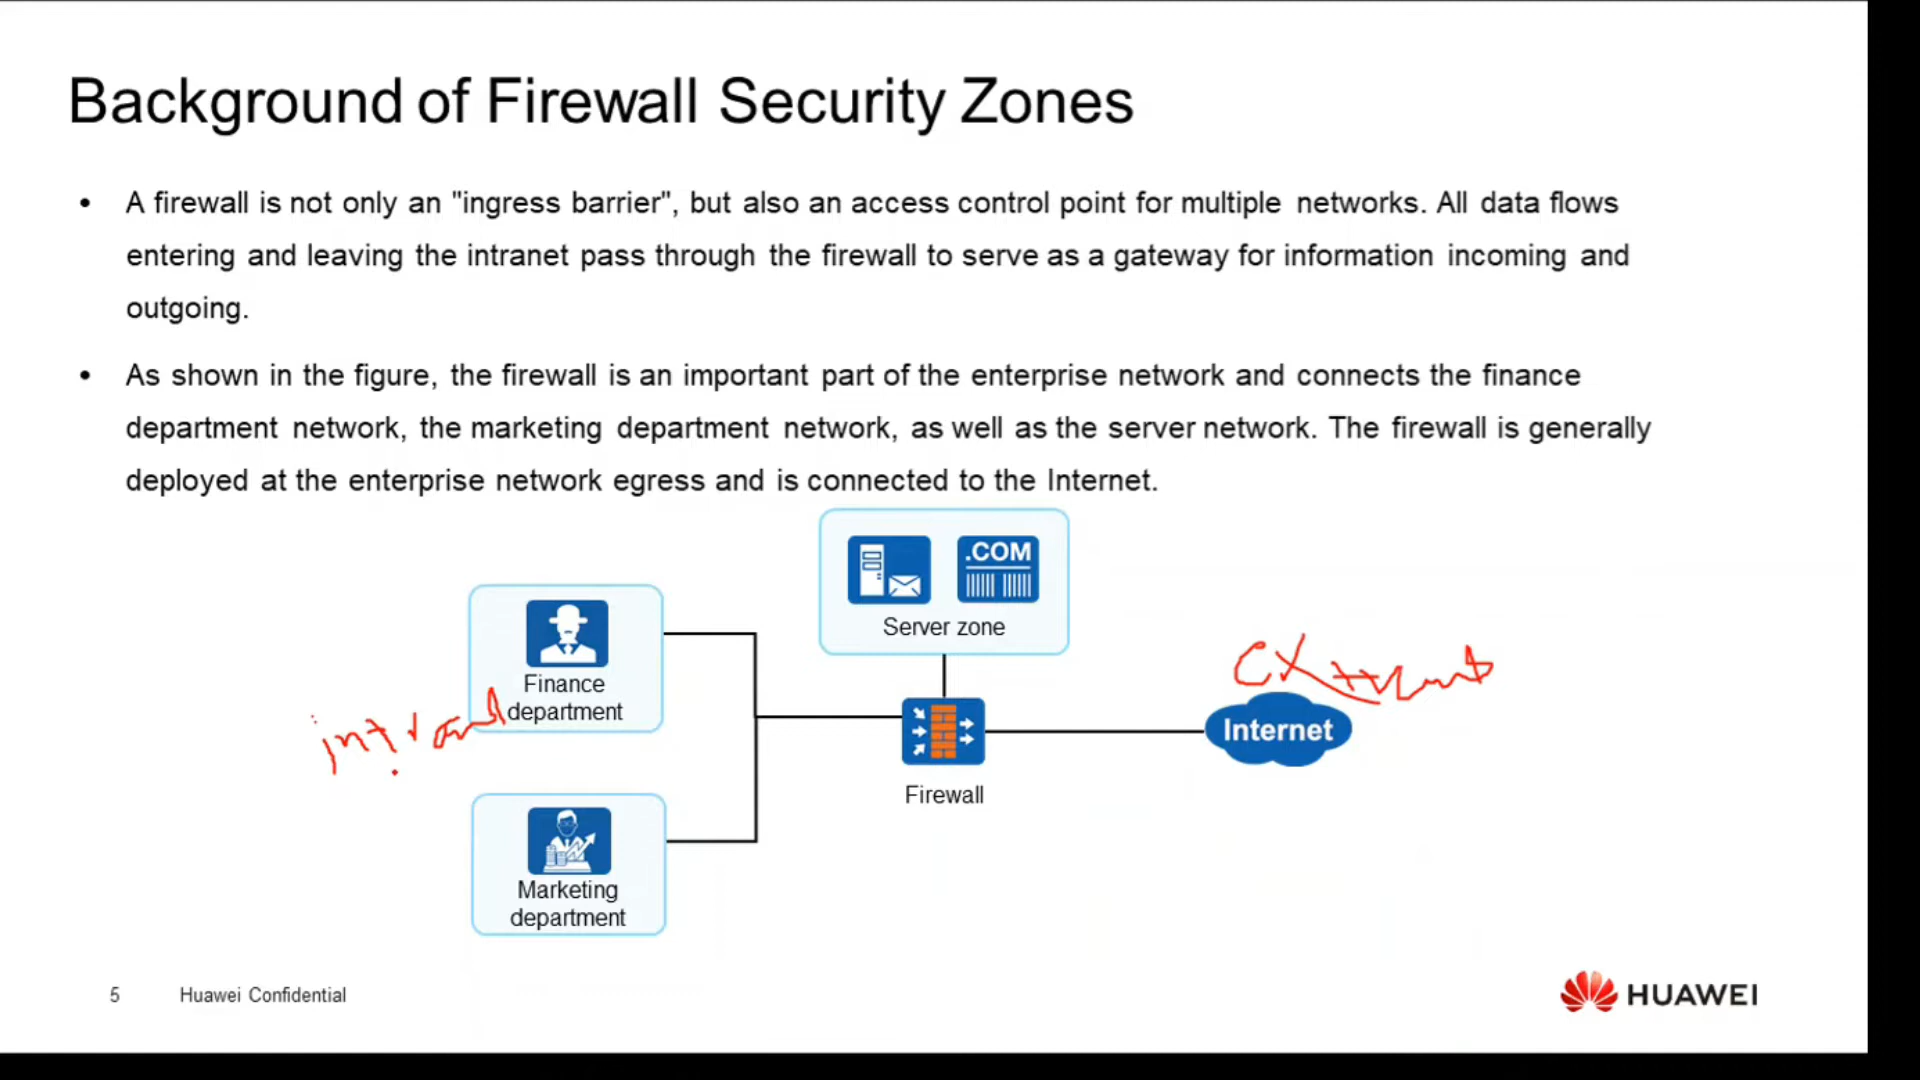 Background of Firewall Security Zones
• A firewall is not only an "ingress barrier", but also an access control point for multiple networks. All data flows
entering and leaving the intranet pass through the firewall to serve as a gateway for information incoming and
outgoing.
• As shown in the figure, the firewall is an important part of the enterprise network and connects the finance
department network, the marketing department network, as well as the server network. The firewall is generally
deployed at the enterprise network egress and is connected to the Internet.
.COM
Server zone
Finance
department
Internet
Firewall
Marketing
department
5 Huawei Confidential
HUAWEI